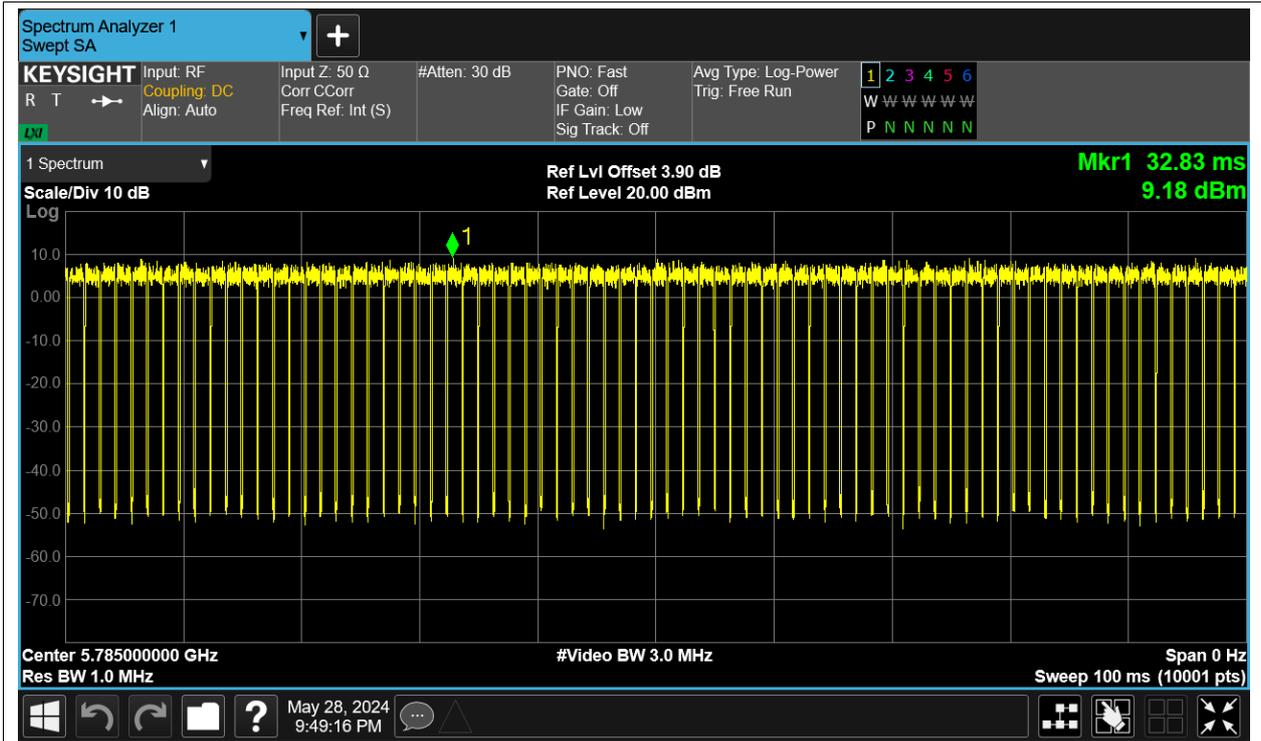 Spectrum Analyzer 1
Swept SA
KEYSIGHT
R T
LXI
Input: RF
Coupling: DC
Align: Auto
Input Z: 50 Ω
Corr CCorr
Freq Ref: Int (S)
#Atten: 30 dB
PNO: Fast
Gate: Off
IF Gain: Low
Sig Track: Off
Avg Type: Log-Power
Trig: Free Run
1 2 3 4 5 6
W W W W W W
P N N N N N
1 Spectrum
Scale/Div 10 dB
Log
Ref Lvl Offset 3.90 dB
Ref Level 20.00 dBm
Mkr1 32.83 ms
9.18 dBm
1
10.0
0.00
-10.0
-20.0
-30.0
-40.0
-50.0
-60.0
-70.0
Center 5.785000000 GHz
Res BW 1.0 MHz
#Video BW 3.0 MHz
Span 0 Hz
Sweep 100 ms (10001 pts)
?
May 28, 2024
9:49:16 PM